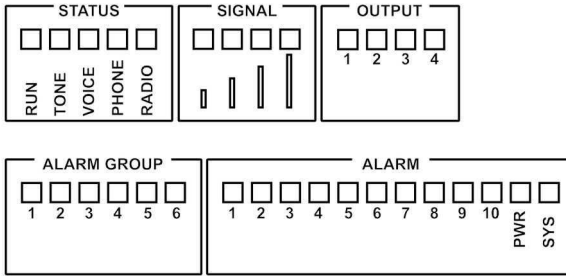 STATUS
RUN TONE VOICE PHONE RADIO
SIGNAL
OUTPUT
1 2 3 4
ALARM GROUP
1 2 3 4 5 6
ALARM
1 2 3 4 5 6 7 8 9 10 PWR SYS